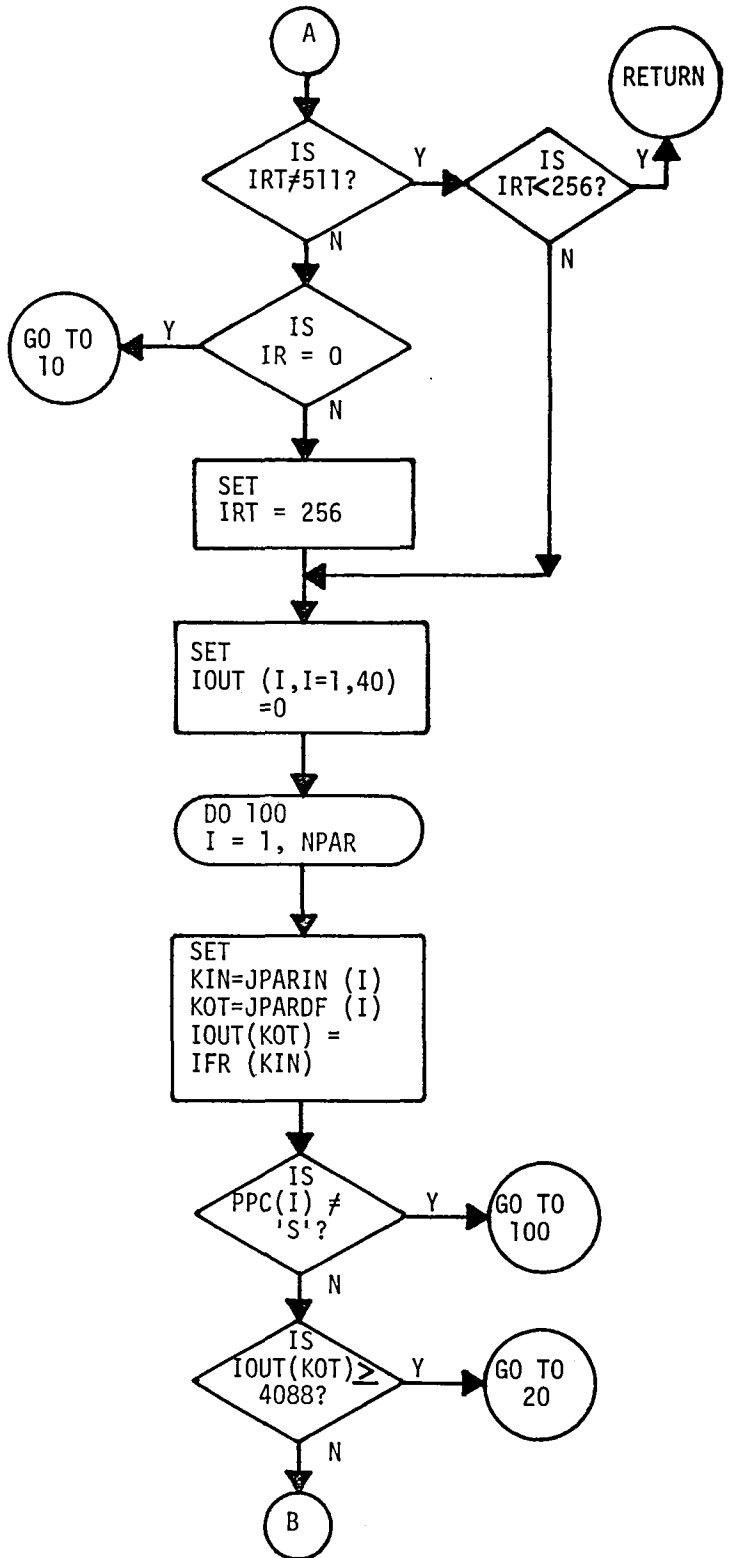 A
RETURN
IS
IRT≠511?
Y
IS
IRT<256?
Y
N
N
GO TO
10
Y
IS
IR = 0
N
SET
IRT = 256
SET
IOUT (I,I=1,40)
=0
DO 100
I = 1, NPAR
SET
KIN=JPARIN (I)
KOT=JPARDF (I)
IOUT(KOT) =
IFR (KIN)
IS
PPC(I) ≠
'S'?
Y
GO TO
100
N
IS
IOUT(KOT) ≥
4088?
Y
GO TO
20
N
B